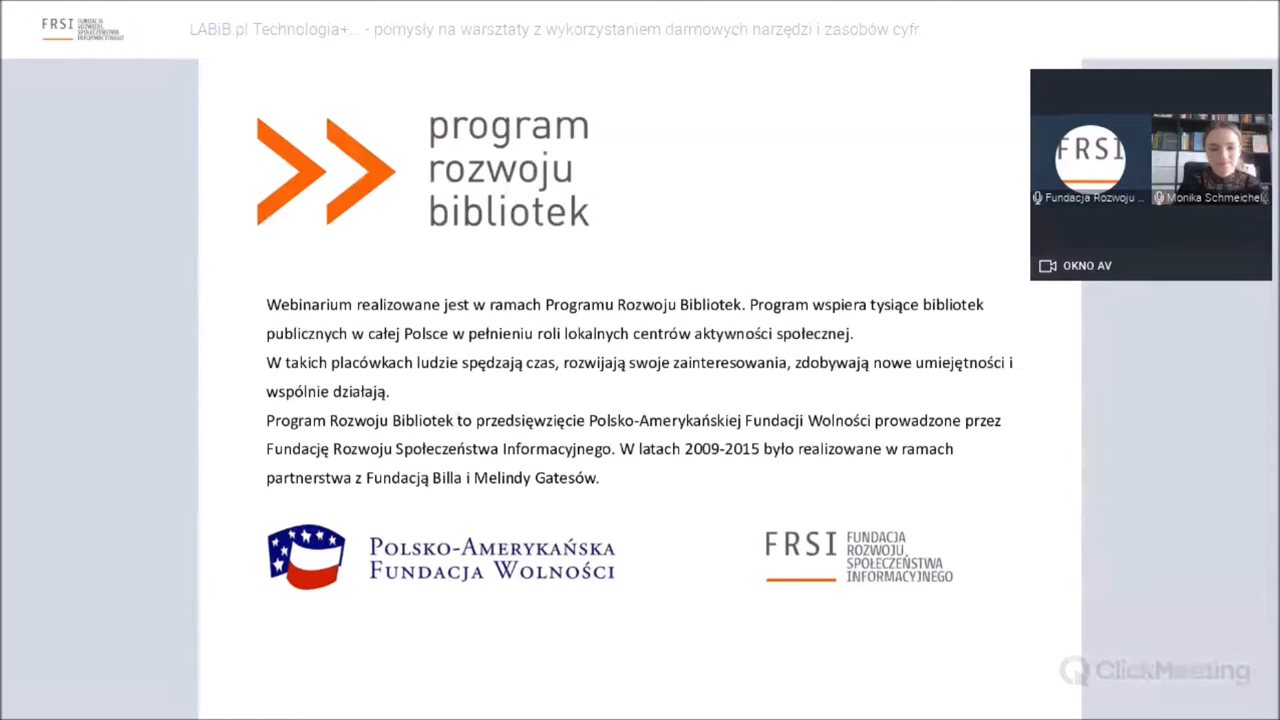 FRSI FUNDACJA ROZWOJU SPOŁECZEŃSTWA INFORMACYJNEGO
LABiB.pl Technologia+... - pomysły na warsztaty z wykorzystaniem darmowych narzędzi i zasobów cyfr
program
rozwoju
bibliotek
FRSI
Fundacja Rozwoju ...
Monika Schmeichel
OKNO AV
Webinarium realizowane jest w ramach Programu Rozwoju Bibliotek. Program wspiera tysiące bibliotek
publicznych w całej Polsce w pełnieniu roli lokalnych centrów aktywności społecznej.
W takich placówkach ludzie spędzają czas, rozwijają swoje zainteresowania, zdobywają nowe umiejętności i
wspólnie działają.
Program Rozwoju Bibliotek to przedsięwzięcie Polsko-Amerykańskiej Fundacji Wolności prowadzone przez
Fundację Rozwoju Społeczeństwa Informacyjnego. W latach 2009-2015 było realizowane w ramach
partnerstwa z Fundacją Billa i Melindy Gatesów.
Polsko-Amerykańska
Fundacja Wolności
FRSI
FUNDACJA
ROZWOJU
SPOŁECZEŃSTWA
INFORMACYJNEGO
ClickMeeting